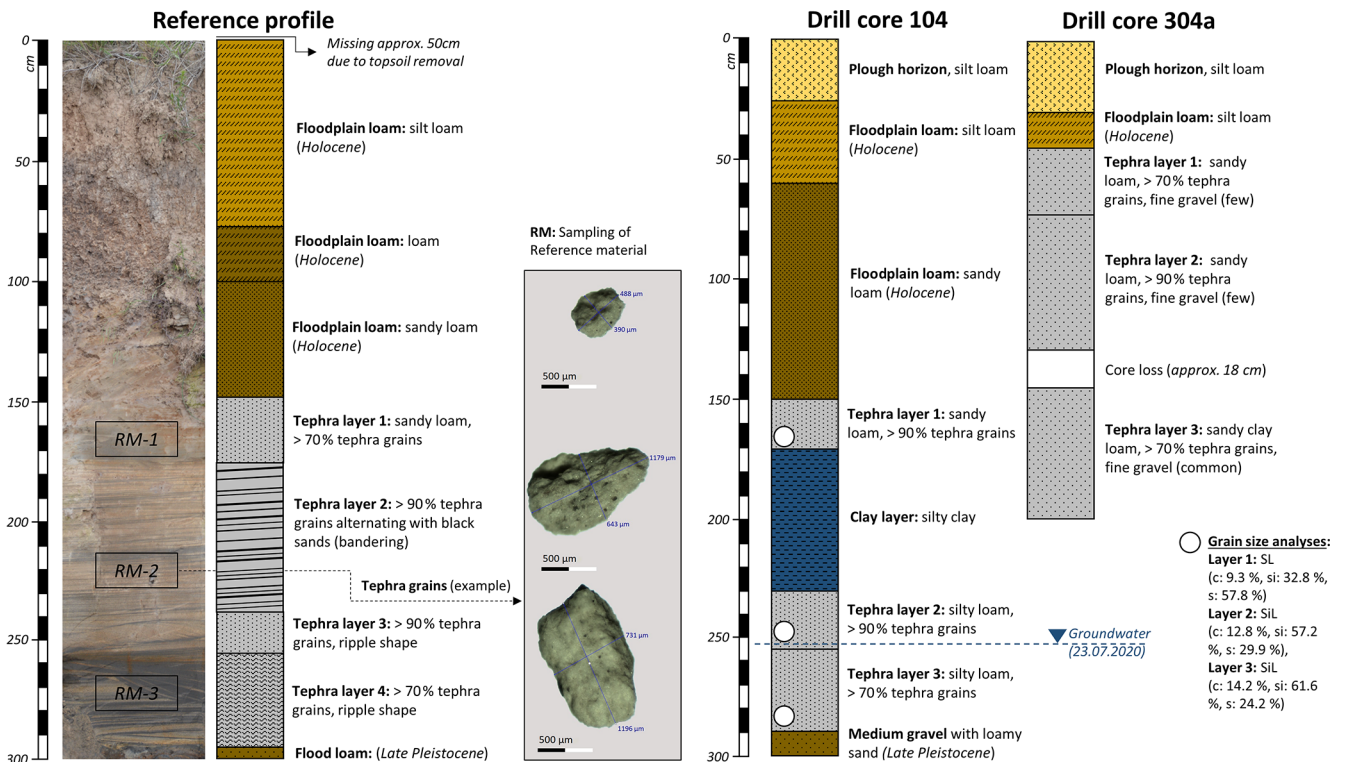 Reference profile
0
cm
50
100
150
200
250
300
Missing approx. 50cm
due to topsoil removal
Floodplain loam: silt loam
(Holocene)
Floodplain loam: loam
(Holocene)
Floodplain loam: sandy loam
(Holocene)
Tephra layer 1: sandy loam,
> 70% tephra grains
Tephra layer 2: > 90% tephra
grains alternating with black
sands (bandering)
Tephra grains (example)
Tephra layer 3: > 90% tephra
grains, ripple shape
Tephra layer 4: > 70% tephra
grains, ripple shape
Flood loam: (Late Pleistocene)
RM-1
RM-2
RM-3
RM: Sampling of
Reference material
488 µm
390 µm
500 µm
1179 µm
643 µm
500 µm
731 µm
1196 µm
500 µm
Drill core 104
0
cm
50
100
150
200
250
300
Plough horizon, silt loam
Floodplain loam: silt loam
(Holocene)
Floodplain loam: sandy
loam (Holocene)
Tephra layer 1: sandy
loam, > 90% tephra grains
Clay layer: silty clay
Tephra layer 2: silty loam,
> 90% tephra grains
Tephra layer 3: silty loam,
> 70% tephra grains
Medium gravel with loamy
sand (Late Pleistocene)
Groundwater
(23.07.2020)
Drill core 304a
Plough horizon, silt loam
Floodplain loam: silt loam
(Holocene)
Tephra layer 1: sandy
loam, > 70% tephra
grains, fine gravel (few)
Tephra layer 2: sandy
loam, > 90% tephra
grains, fine gravel (few)
Core loss (approx. 18 cm)
Tephra layer 3: sandy clay
loam, > 70% tephra grains,
fine gravel (common)
Grain size analyses:
Layer 1: SL
(c: 9.3 %, si: 32.8 %,
s: 57.8 %)
Layer 2: SiL
(c: 12.8 %, si: 57.2
%, s: 29.9 %),
Layer 3: SiL
(c: 14.2 %, si: 61.6
%, s: 24.2 %)